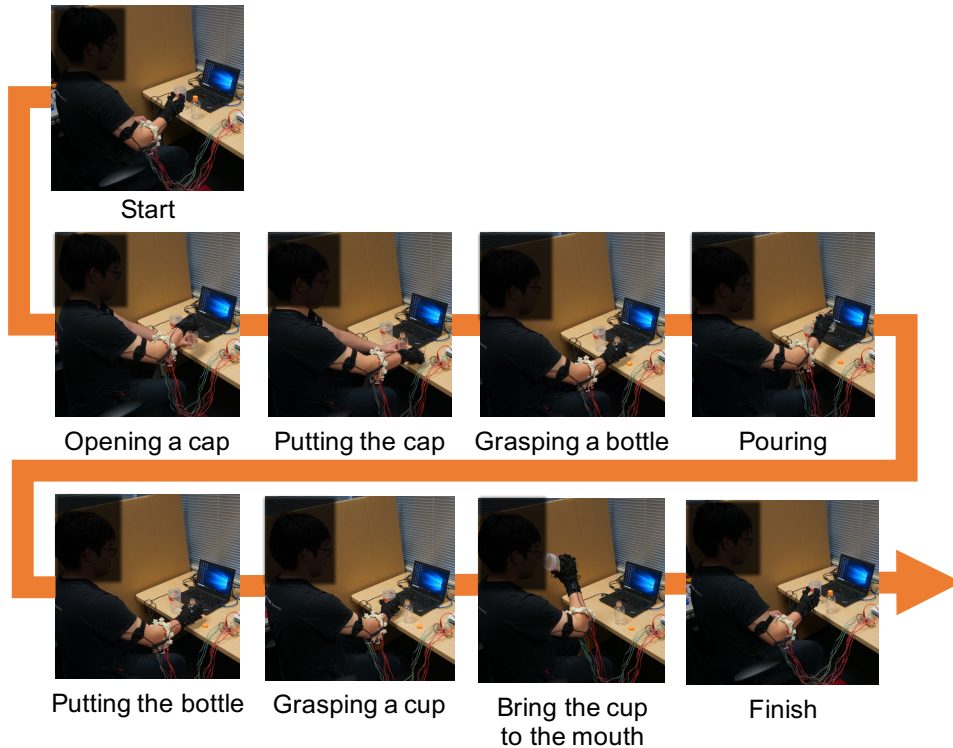 Start
Opening a cap
Putting the cap
Grasping a bottle
Pouring
Putting the bottle
Grasping a cup
Bring the cup
to the mouth
Finish